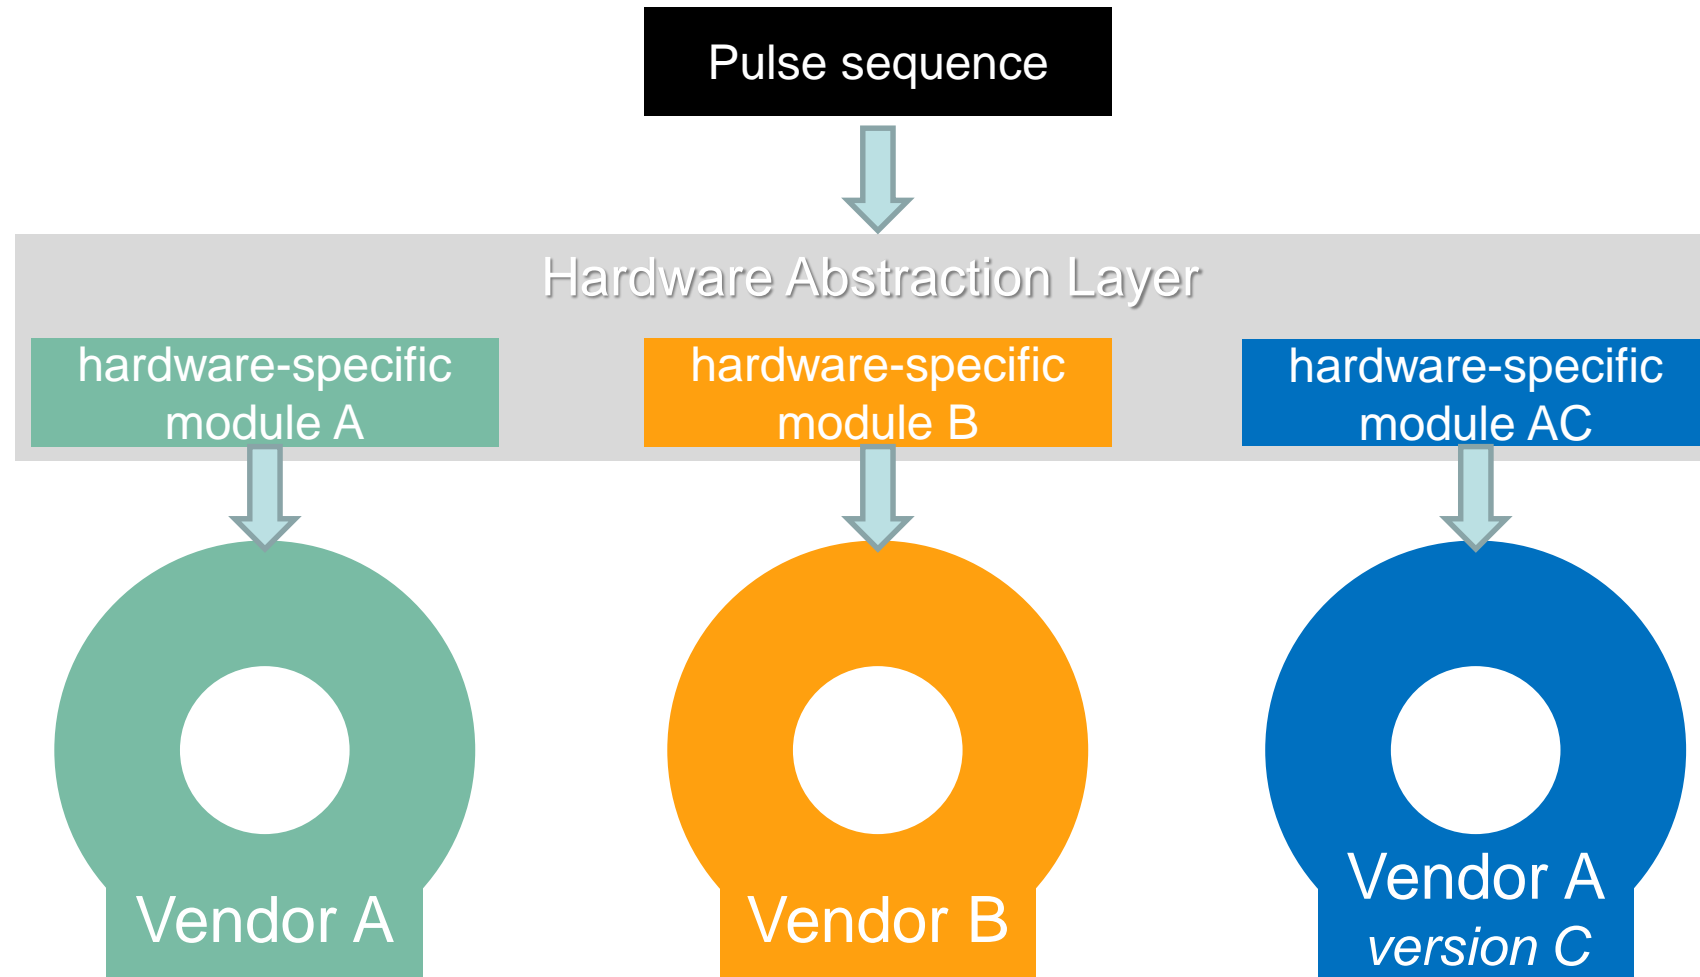 Pulse sequence
Hardware Abstraction Layer
hardware-specific
module A
hardware-specific
module B
hardware-specific
module AC
Vendor A
Vendor B
Vendor A
version C